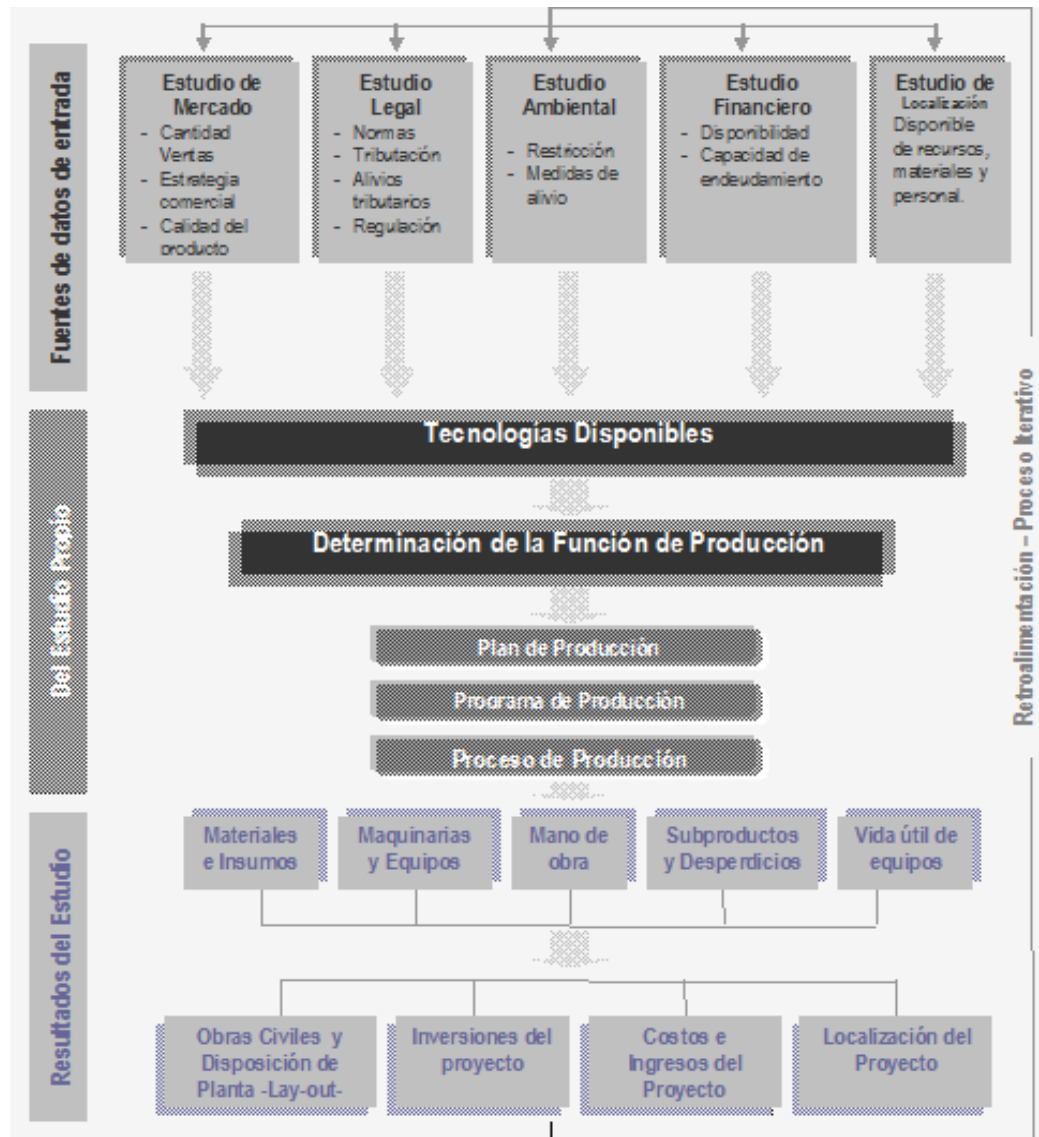 Fuentes de datos de entrada
Estudio de
Mercado
- Cantidad
Ventas
- Estrategia
comercial
- Calidad del
producto
Estudio
Legal
- Normas
- Tributación
- Alivios
tributarios
- Regulación
Estudio
Ambiental
- Restricción
- Medidas de
alivio
Estudio
Financiero
- Disponibilidad
- Capacidad de
endeudamiento
Estudio de
Localización
Disponible
de recursos,
materiales y
personal.
Del Estudio Propio
Tecnologías Disponibles
Determinación de la Función de Producción
Plan de Producción
Programa de Producción
Proceso de Producción
Retroalimentación – Proceso Iterativo
Resultados del Estudio
Materiales
e Insumos
Maquinarias
y Equipos
Mano de
obra
Subproductos
y Desperdicios
Vida útil de
equipos
Obras Civiles y
Disposición de
Planta -Lay-out-
Inversiones del
proyecto
Costos e
Ingresos del
Proyecto
Localización del
Proyecto